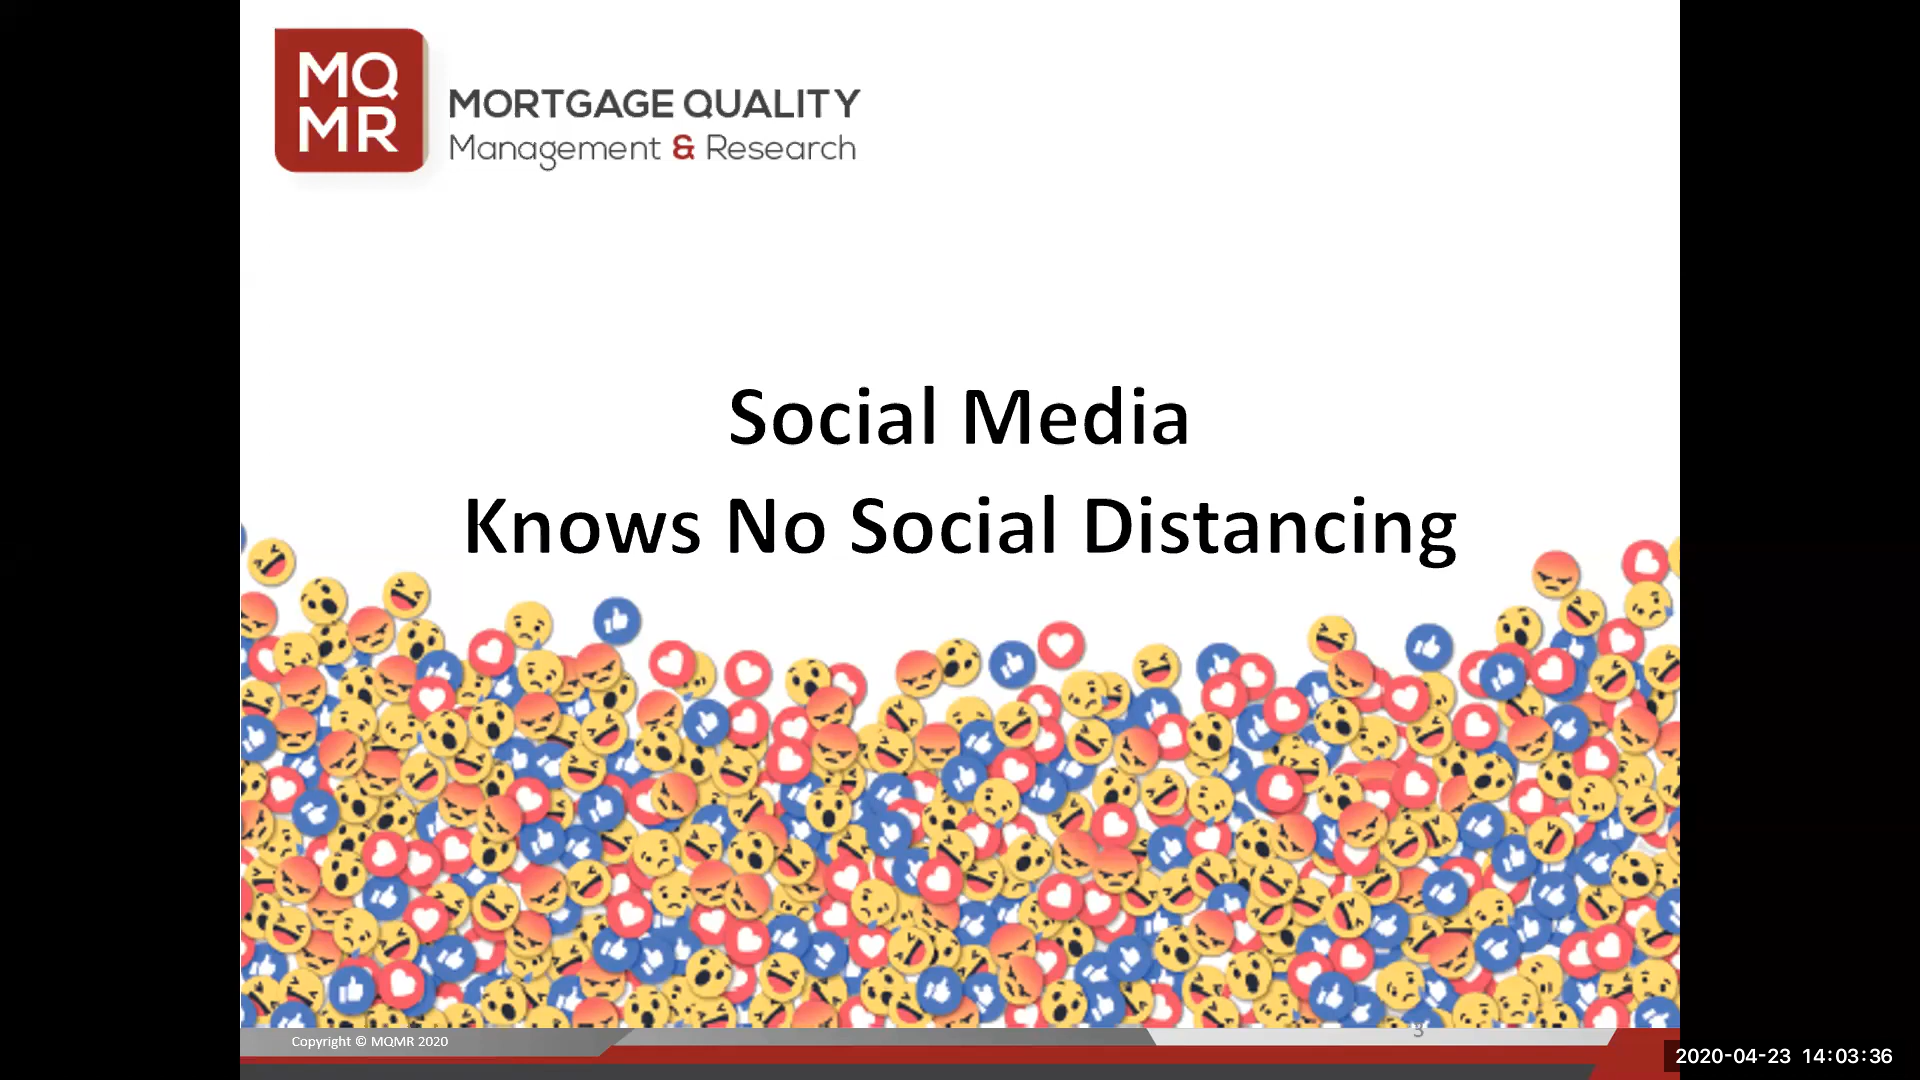 MQ
MR
MORTGAGE QUALITY
Management & Research
Social Media
Knows No Social Distancing
Copyright © MQMR 2020
3
2020-04-23 14:03:36